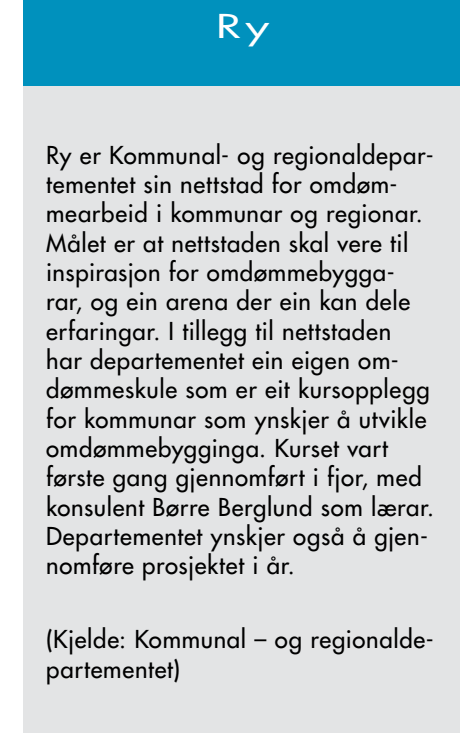 Ry
Ry er Kommunal- og regionaldepar-
tementet sin nettstad for omdøm-
mearbeid i kommunar og regionar.
Målet er at nettstaden skal vere til
inspirasjon for omdømmebygga-
rar, og ein arena der ein kan dele
erfaringar. I tillegg til nettstaden
har departementet ein eigen om-
dømmeskule som er eit kursopplegg
for kommunar som ynskjer å utvikle
omdømmebygginga. Kurset vart
første gang gjennomført i fjor, med
konsulent Børre Berglund som lærar.
Departementet ynskjer også å gjen-
nomføre prosjektet i år.
(Kjelde: Kommunal – og regionalde-
partementet)